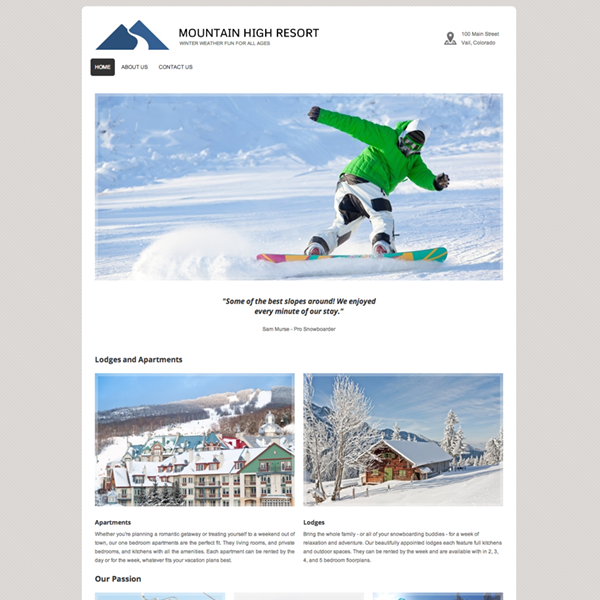 MOUNTAIN HIGH RESORT
WINTER WEATHER FUN FOR ALL AGES
100 Main Street
Vail, Coloredo
HOME
ABOUT US
CONTACT US
"Some of the best slopes around! We enjoyed
every minute of our stay."
Sam Murse - Pro Snowboarder
Lodges and Apartments
Apartments
Whether you're planning a romantic getaway or treating yourself to a weekend out of
town, our one bedroom apartments are the perfect fit. They living rooms, and private
bedrooms, and kitchens with all the amenities. Each apartment can be rented by the
day or for the week, whatever fits your vacation plans best.
Lodges
Bring the whole family - or all of your snowboarding buddies - for a week of
relaxation and adventure. Our beautifully appointed lodges each feature full kitchens
and outdoor spaces. They can be rented by the week and are available with in 2, 3,
4, and 5 bedroom floorplans.
Our Passion